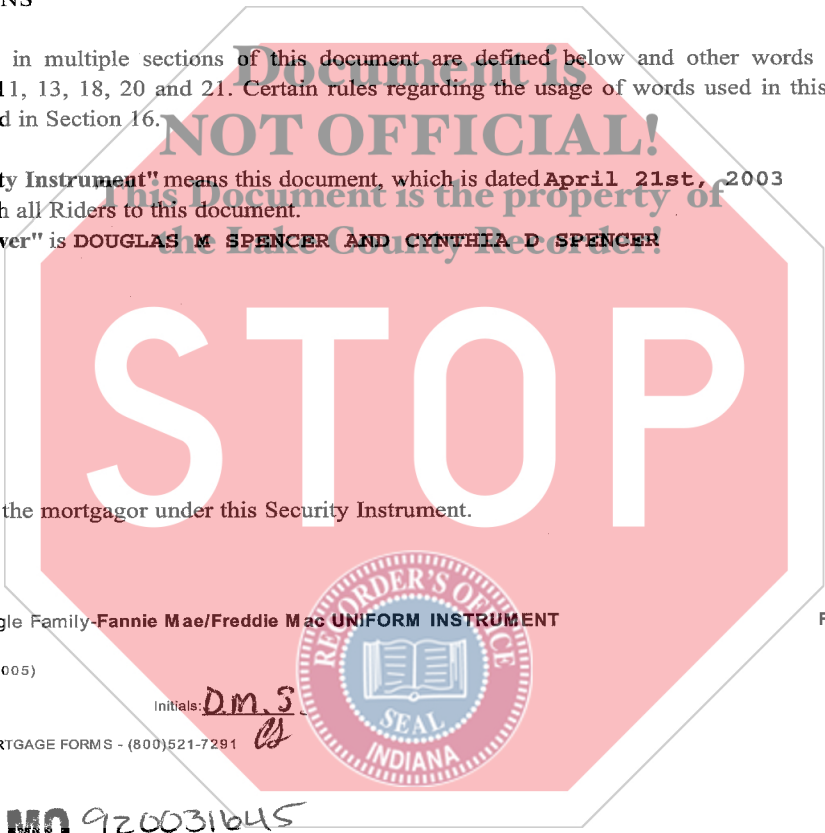 NS
in multiple sections of this document are defined below and other words
11, 13, 18, 20 and 21. Certain rules regarding the usage of words used in this
d in Section 16.
ty Instrument" means this document, which is dated April 21st, 2003
h all Riders to this document.
ver" is DOUGLAS M SPENCER AND CYNTHIA D SPENCER
Document is
NOT OFFICIAL!
This Document is the property of
the Lake County Recorder!
STOP
the mortgagor under this Security Instrument.
gle Family-Fannie Mae/Freddie Mac UNIFORM INSTRUMENT
F
005)
Initials: D.M.S.
CS
RTGAGE FORMS - (800)521-7291
RECORDER'S OFFICE
SEAL
INDIANA
920031645